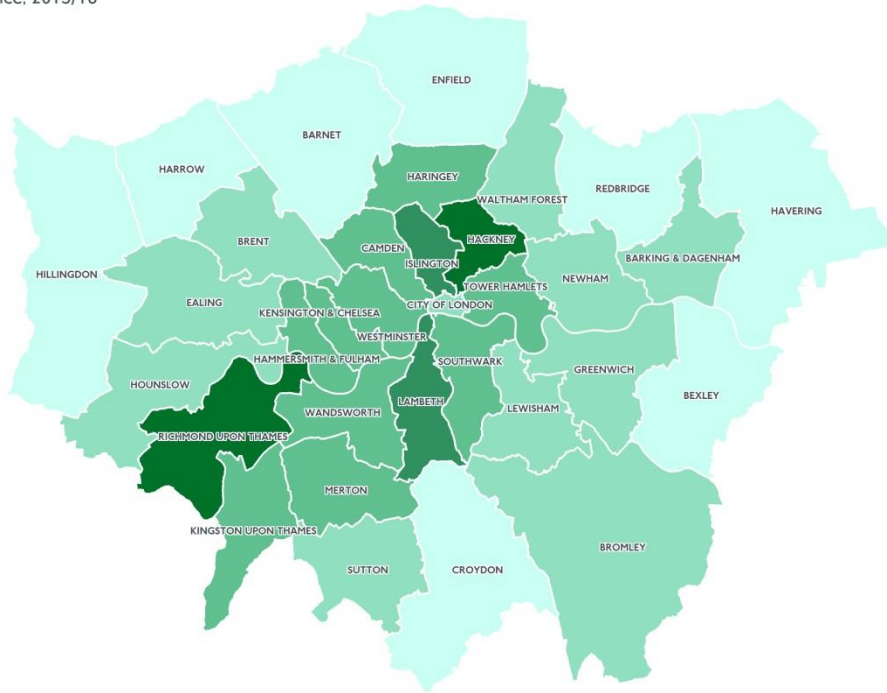 2015/16
ENFIELD
BARNET
HARROW
HARINGEY
WALTHAM FOREST
REDBRIDGE
HAVERING
HACKNEY
BRENT
CAMDEN
ISLINGTON
BARKING & DAGENHAM
HILLINGDON
NEWHAM
TOWER HAMLETS
EALING
CITY OF LONDON
KENSINGTON & CHELSEA
WESTMINSTER
HAMMERSMITH & FULHAM
SOUTHWARK
GREENWICH
HOUNSLOW
BEXLEY
LAMBETH
LEWISHAM
WANDSWORTH
RICHMOND UPON THAMES
MERTON
KINGSTON UPON THAMES
BROMLEY
SUTTON
CROYDON